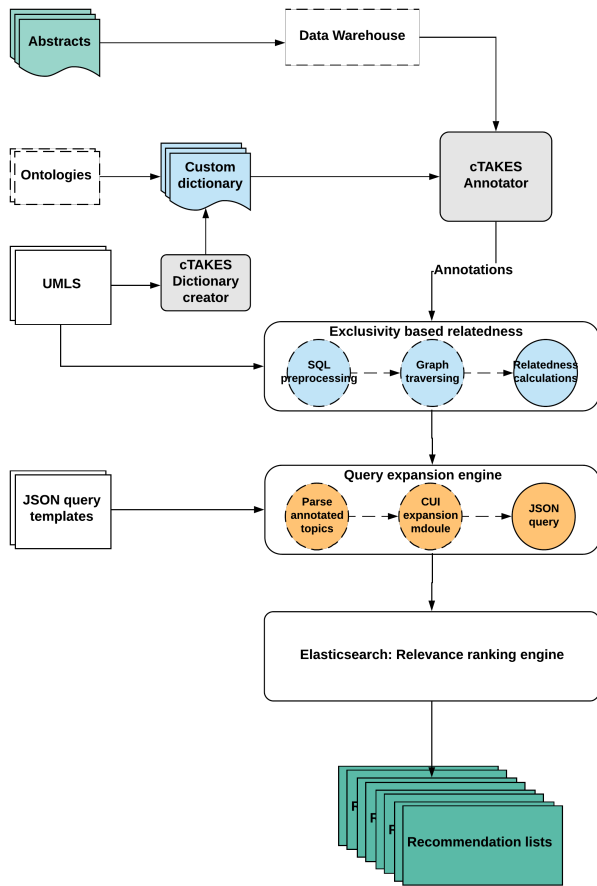 Abstracts
Data Warehouse
Ontologies
Custom
dictionary
cTAKES
Annotator
UMLS
cTAKES
Dictionary
creator
Annotations
Exclusivity based relatedness
SQL
preprocessing
Graph
traversing
Relatedness
calculations
JSON query
templates
Query expansion engine
Parse
annotated
topics
CUI
expansion
mdoule
JSON
query
Elasticsearch: Relevance ranking engine
R
R
R
Recommendation lists